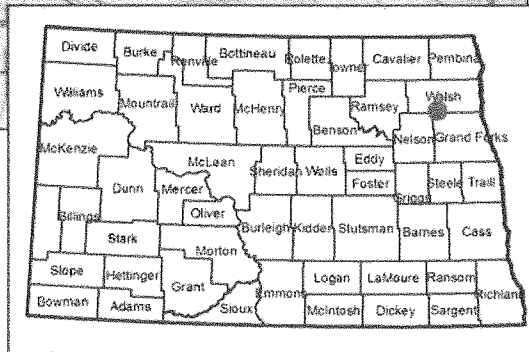 Divide Burke Renville Bottineau Rolette owner Cavalier Pembina
Williams Mountrail Ward McHenry Pierce Ramsey Walsh
Benson Nelson Grand Forks
McKenzie McLean Sheridan Wells Eddy
Dunn Mercer Foster Griggs Steele Traill
Billings Oliver Burleigh Kidder Stutsman Barnes Cass
Stark Morton
Slope Hettinger Grant Emmons Logan LaMoure Ransom Richland
Bowman Adams Sioux McIntosh Dickey Sargent